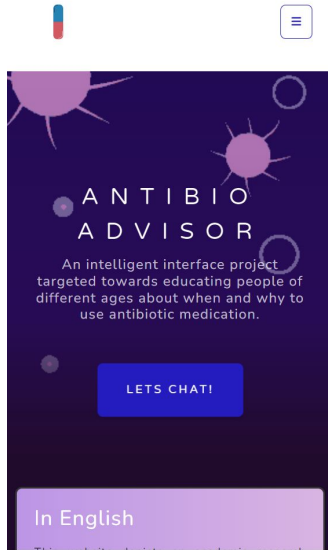 ANTIBIO
ADVISOR
An intelligent interface project
targeted towards educating people of
different ages about when and why to
use antibiotic medication.
LETS CHAT!
In English